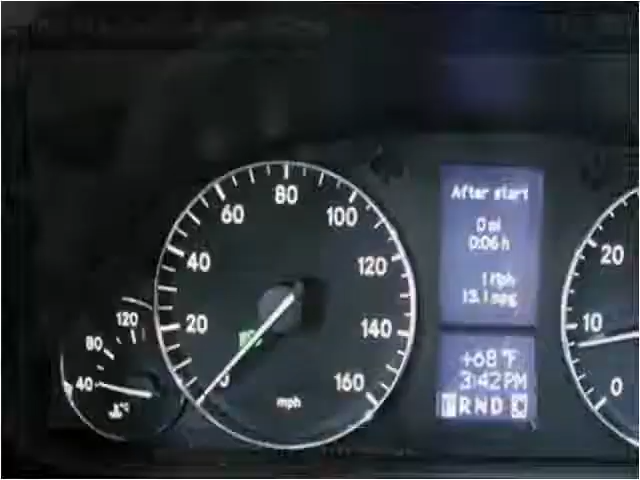 80
60
100
40
120
20
140
0
160
mph
120
80
40
°C
After start
0 mi
0:06 h
1 mph
13.1 mpg
+68°F
3:42 PM
P R N D C
20
10
0